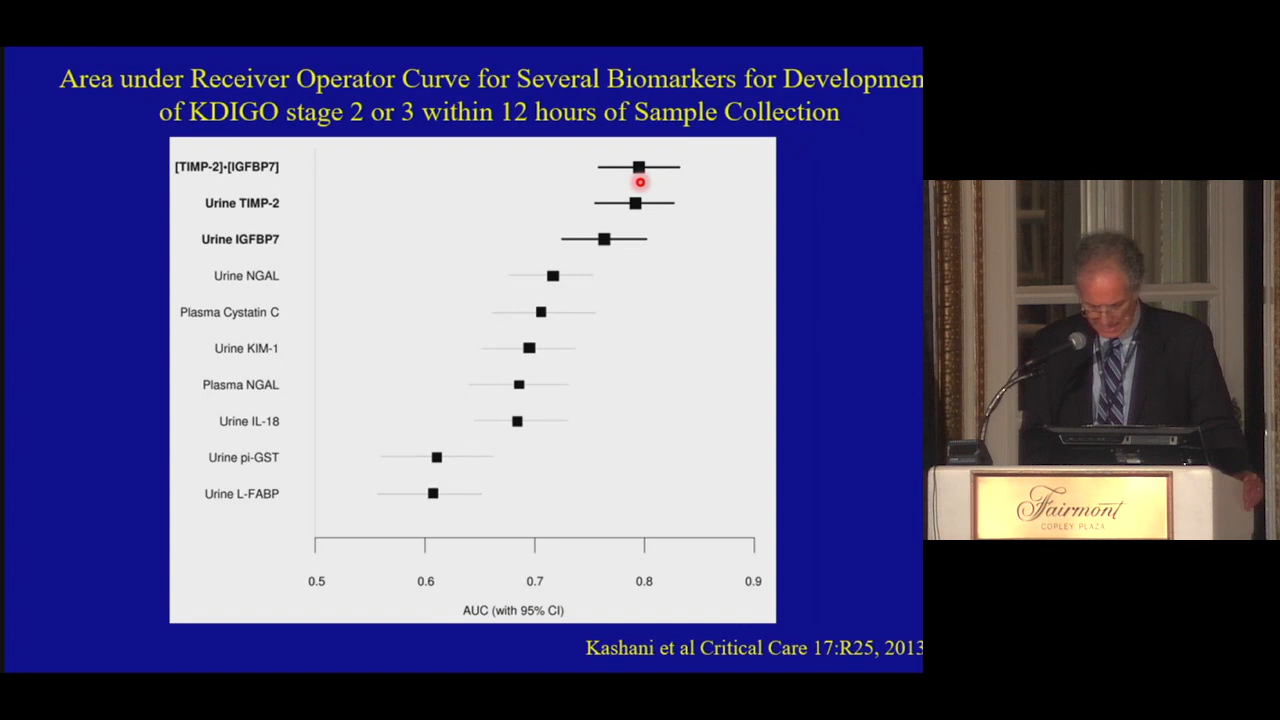 Area under Receiver Operator Curve for Several Biomarkers for Developmen
of KDIGO stage 2 or 3 within 12 hours of Sample Collection
[TIMP-2]•[IGFBP7]
Urine TIMP-2
Urine IGFBP7
Urine NGAL
Plasma Cystatin C
Urine KIM-1
Plasma NGAL
Urine IL-18
Urine pi-GST
Urine L-FABP
0.5 0.6 0.7 0.8 0.9
AUC (with 95% CI)
Kashani et al Critical Care 17:R25, 2013
Fairmont
COPLEY PLAZA